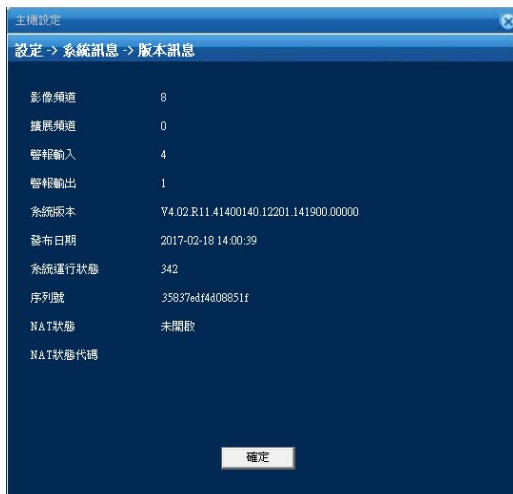 主機設定
設定 -> 系統訊息 -> 版本訊息
影像頻道 8
擴展頻道 0
警報輸入 4
警報輸出 1
系統版本 V4.02.R11.41400140.12201.141900.00000
發布日期 2017-02-18 14:00:39
系統運行狀態 342
序列號 35837edf4d08851f
NAT狀態 未開啟
NAT狀態代碼
確定